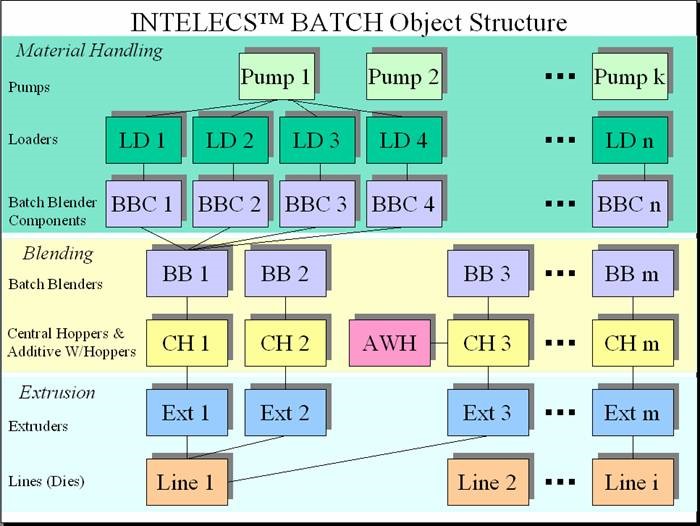 INTELECS™ BATCH Object Structure
Material Handling
Pumps
Pump 1 Pump 2 ... Pump k
Loaders
LD 1 LD 2 LD 3 LD 4 ... LD n
Batch Blender
Components
BBC 1 BBC 2 BBC 3 BBC 4 ... BBC n
Blending
Batch Blenders
BB 1 BB 2 BB 3 ... BB m
Central Hoppers &
Additive W/Hoppers
CH 1 CH 2 AWH CH 3 ... CH m
Extrusion
Extruders
Ext 1 Ext 2 Ext 3 ... Ext m
Lines (Dies)
Line 1 Line 2 ... Line i